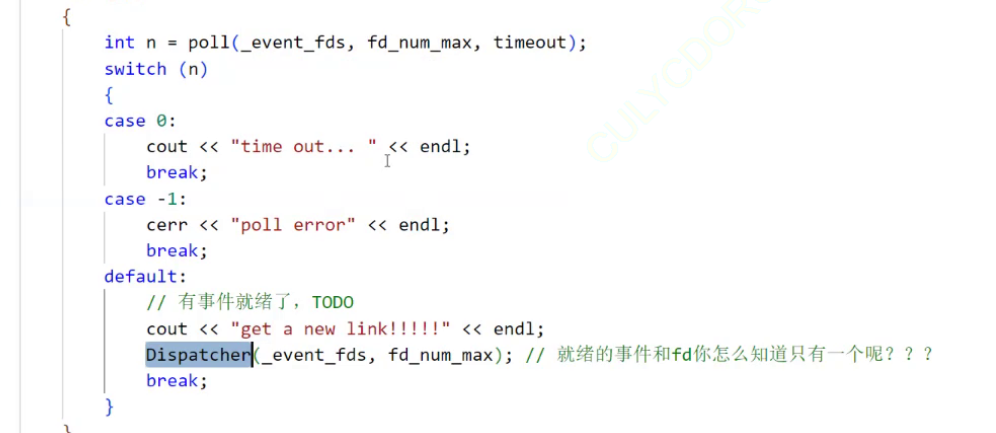 {
int n = poll(_event_fds, fd_num_max, timeout);
switch (n)
{
case 0:
cout << "time out... " << endl;
break;
case -1:
cerr << "poll error" << endl;
break;
default:
// 有事件就绪了，TODO
cout << "get a new link!!!!!" << endl;
Dispatcher(_event_fds, fd_num_max); // 就绪的事件和fd你怎么知道只有一个呢？？？
break;
}
}